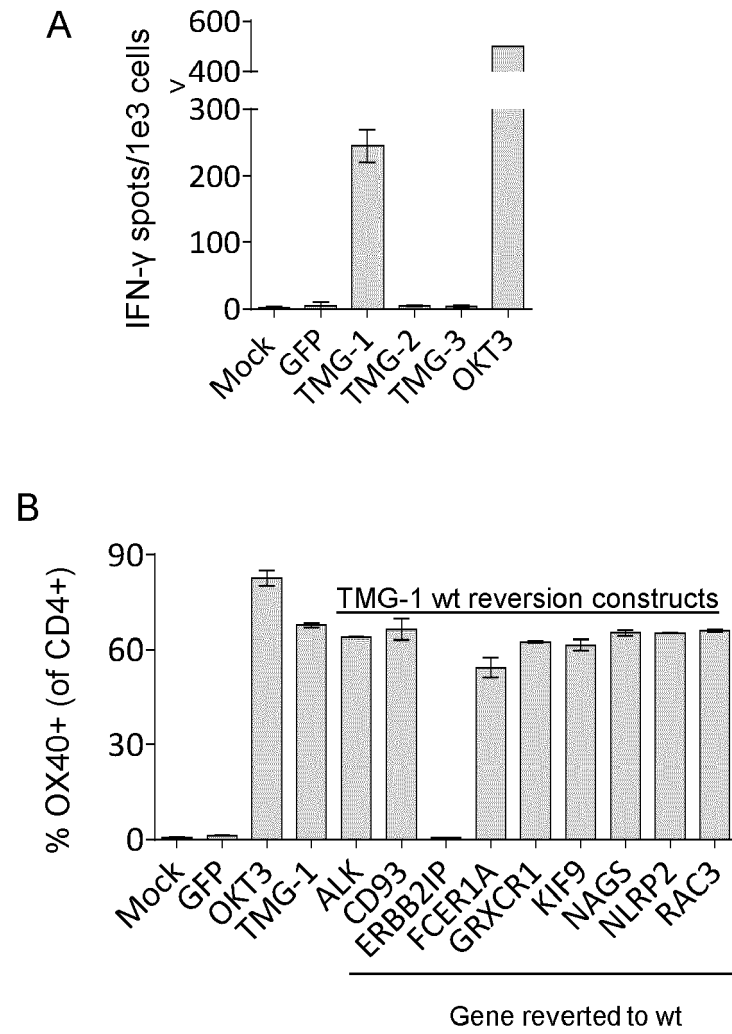 A
IFN-γ spots/1e3 cells
600
>
400
300
200
100
0
Mock
GFP
TMG-1
TMG-2
TMG-3
OKT3
B
% OX40+ (of CD4+)
90
60
30
0
TMG-1 wt reversion constructs
Mock
GFP
OKT3
TMG-1
ALK
CD93
ERBB2IP
FCER1A
GRXCR1
KIF9
NAGS
NLRP2
RAC3
Gene reverted to wt